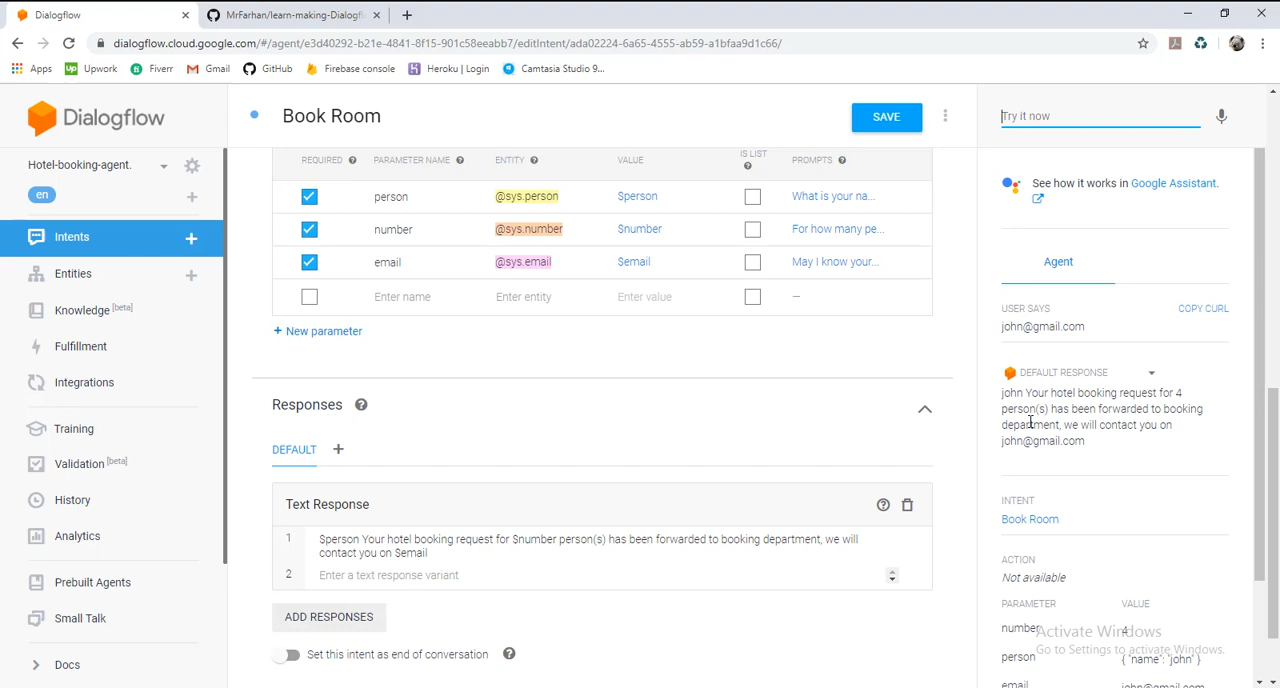 Dialogflow
MrFarhan/learn-making-Dialogfl
dialogflow.cloud.google.com/#/agent/e3d40292-b21e-4841-8f15-901c58eeabb7/editIntent/ada02224-6a65-4555-ab59-a1bfaa9d1c66/
Apps
Up Upwork
Fiverr
Gmail
GitHub
Firebase console
Heroku | Login
Camtasia Studio 9...
Dialogflow
Hotel-booking-agent.
en
Intents
Entities
Knowledge [beta]
Fulfillment
Integrations
Training
Validation [beta]
History
Analytics
Prebuilt Agents
Small Talk
Docs
Book Room
SAVE
REQUIRED PARAMETER NAME ENTITY VALUE IS LIST PROMPTS
person @sys.person $person What is your na...
number @sys.number $number For how many pe...
email @sys.email $email May I know your...
Enter name Enter entity Enter value —
+ New parameter
Responses
DEFAULT
Text Response
1 $person Your hotel booking request for $number person(s) has been forwarded to booking department, we will
contact you on $email
2 Enter a text response variant
ADD RESPONSES
Set this intent as end of conversation
Try it now
See how it works in Google Assistant.
Agent
USER SAYS COPY CURL
john@gmail.com
DEFAULT RESPONSE
john Your hotel booking request for 4
person(s) has been forwarded to booking
department, we will contact you on
john@gmail.com
INTENT
Book Room
ACTION
Not available
PARAMETER VALUE
number 4
person { "name": "john" }
email john@gmail.com
Activate Windows
Go to Settings to activate Windows.